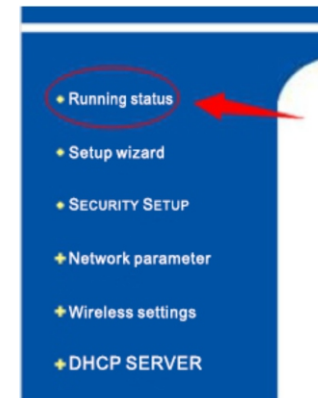 Running status
Setup wizard
SECURITY SETUP
Network parameter
Wireless settings
DHCP SERVER